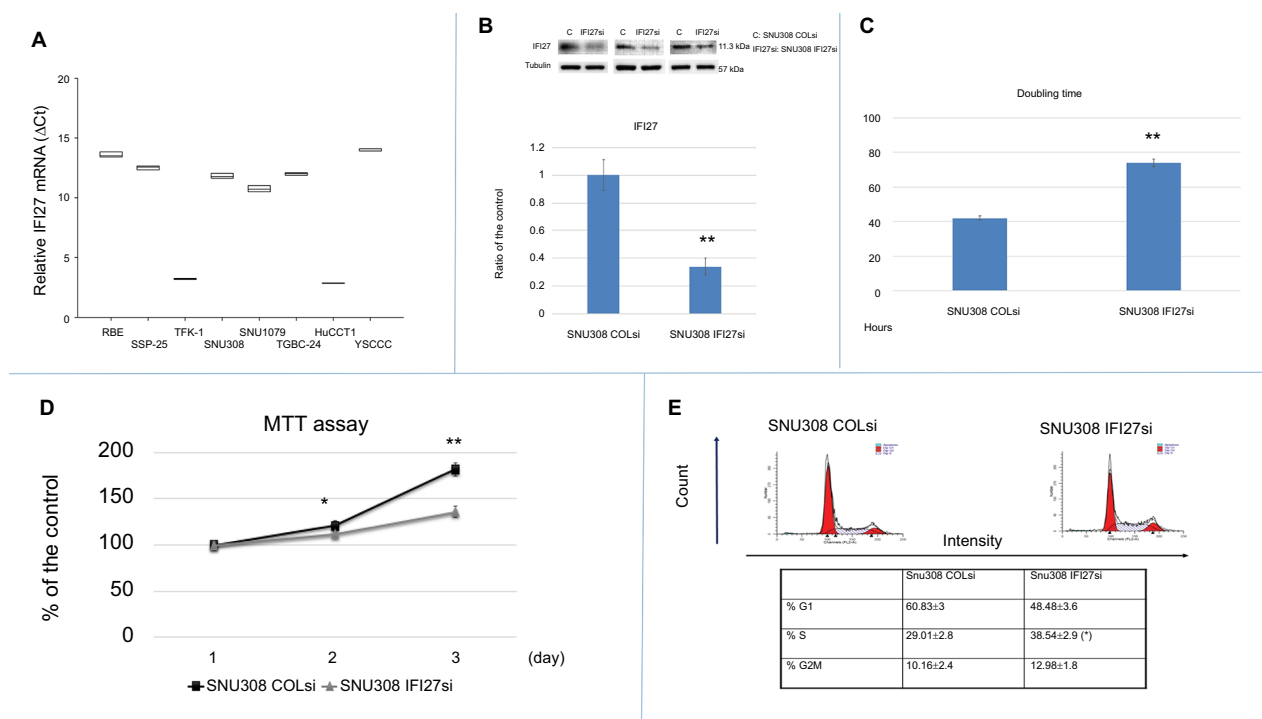 A
Relative IFI27 mRNA (ΔCt)
20
15
10
5
0
RBE
SSP-25
TFK-1
SNU308
SNU1079
TGBC-24
HuCCT1
YSCCC
B
C IFI27si C IFI27si C IFI27si
IFI27
11.3 kDa
Tubulin
57 kDa
C: SNU308 COLsi
IFI27si: SNU308 IFI27si
IFI27
Ratio of the control
1.2
1
0.8
0.6
0.4
0.2
0
**
SNU308 COLsi
SNU308 IFI27si
C
Doubling time
100
80
60
40
20
0
**
SNU308 COLsi
SNU308 IFI27si
Hours
D
MTT assay
% of the control
200
150
100
50
0
*
**
1 2 3 (day)
SNU308 COLsi SNU308 IFI27si
E
SNU308 COLsi
SNU308 IFI27si
Count
Channels (FL2-A)
Channels (FL2-A)
Intensity
Snu308 COLsi Snu308 IFI27si
% G1 60.83±3 48.48±3.6
% S 29.01±2.8 38.54±2.9 (*)
% G2M 10.16±2.4 12.98±1.8